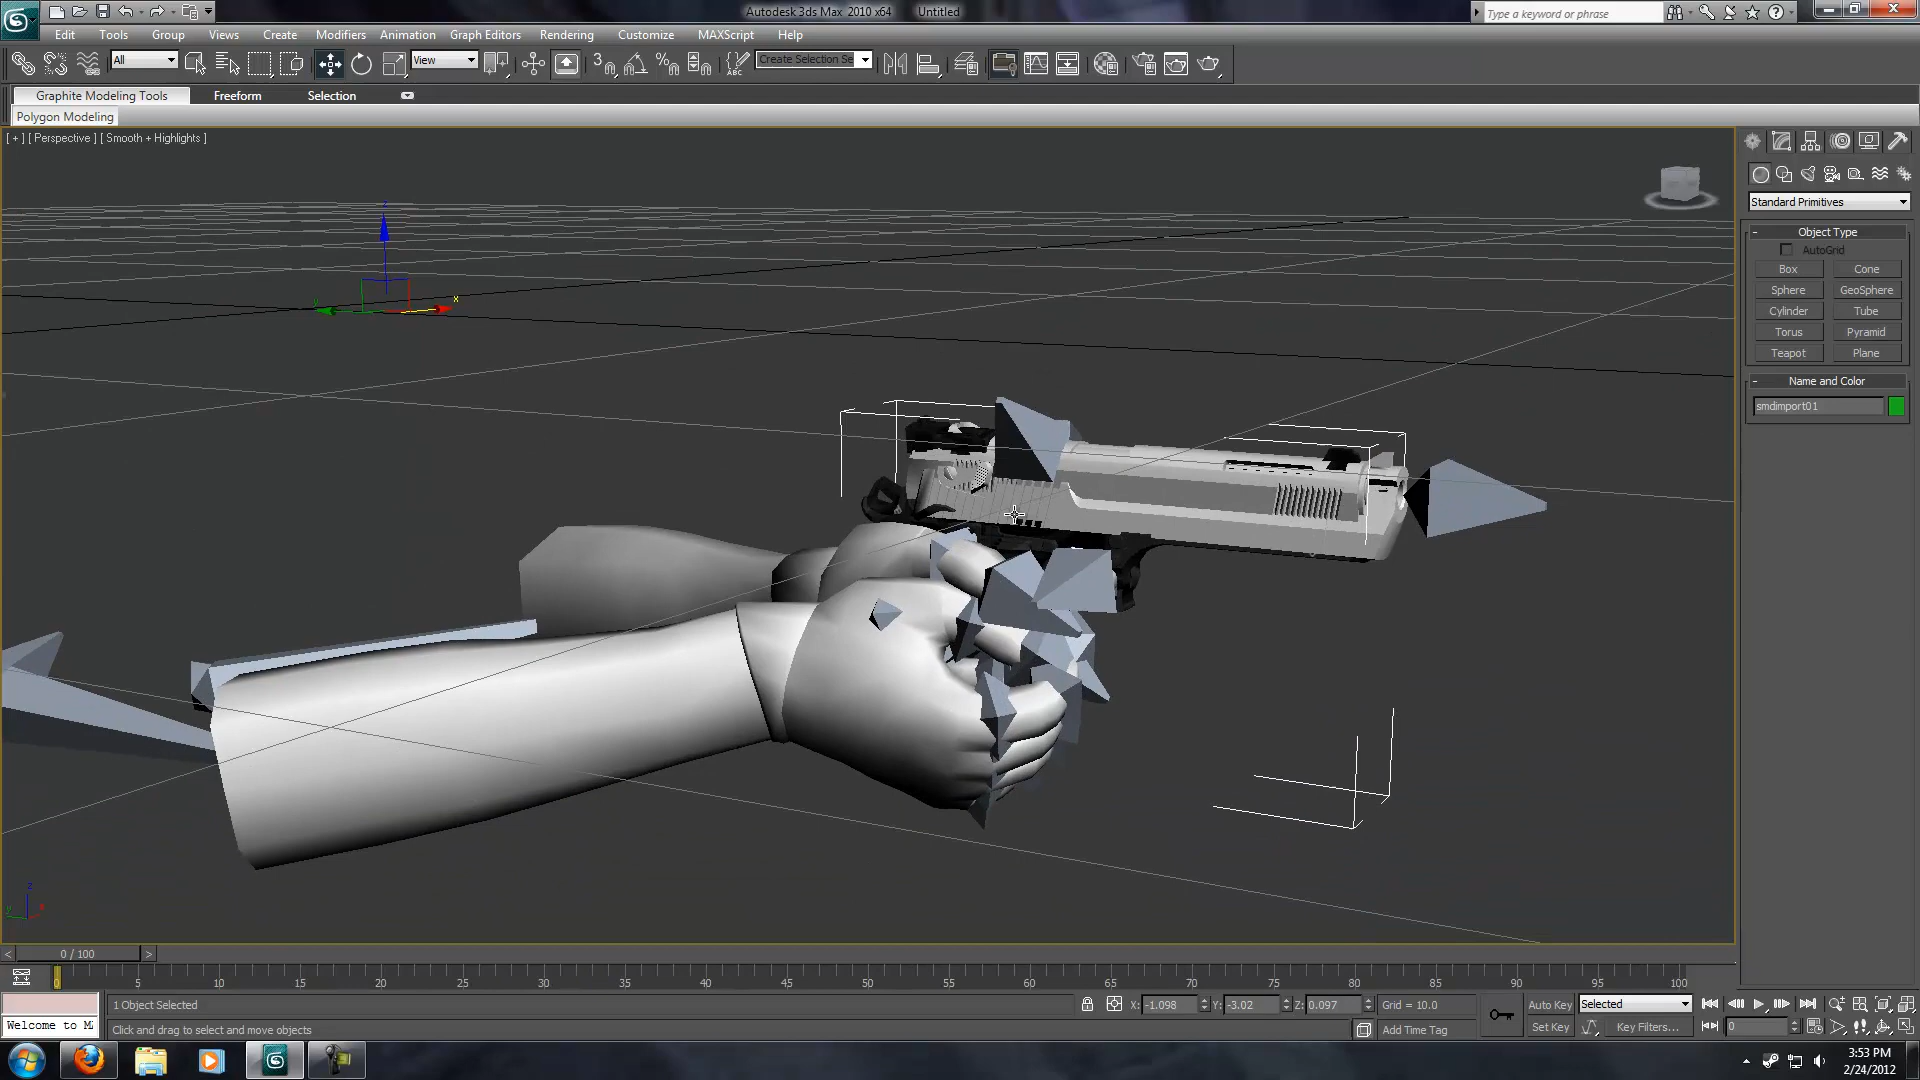 Autodesk 3ds Max 2010 x64 Untitled
Type a keyword or phrase
Edit Tools Group Views Create Modifiers Animation Graph Editors Rendering Customize MAXScript Help
All View Create Selection Se
Graphite Modeling Tools Freeform Selection
Polygon Modeling
[ + ] [ Perspective ] [ Smooth + Highlights ]
Standard Primitives
- Object Type
AutoGrid
Box Cone
Sphere GeoSphere
Cylinder Tube
Torus Pyramid
Teapot Plane
- Name and Color
smdimport01
z
y x
z
y x
< 0 / 100 >
0 5 10 15 20 25 30 35 40 45 50 55 60 65 70 75 80 85 90 95 100
1 Object Selected X: -1.098 Y: -3.02 Z: 0.097 Grid = 10.0 Auto Key Selected
Welcome to M
Click and drag to select and move objects Add Time Tag Set Key Key Filters... 0
3:53 PM
2/24/2012